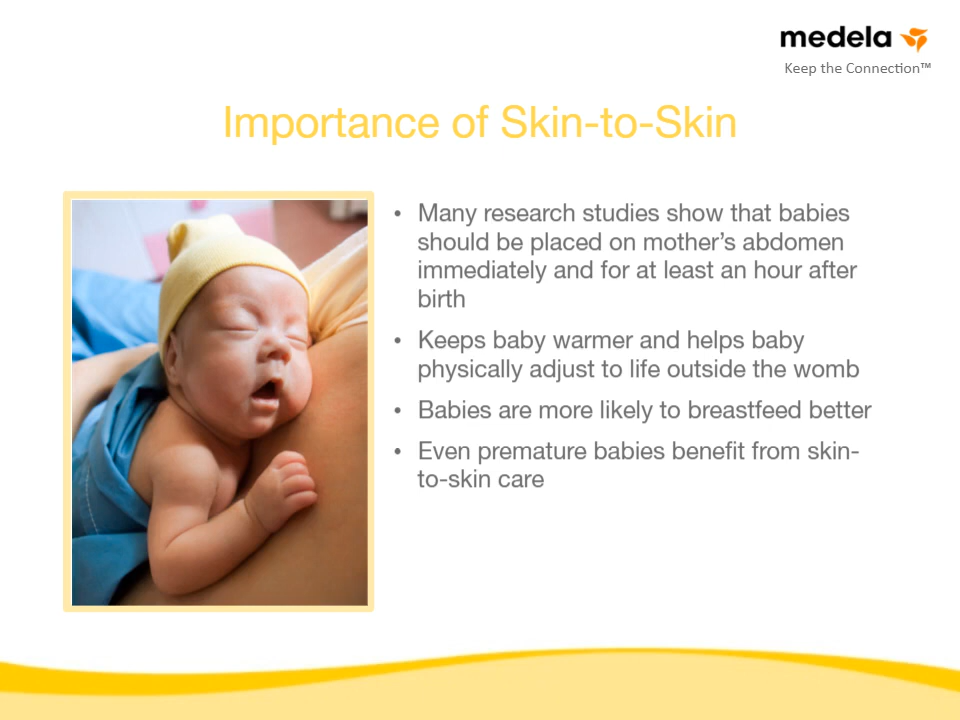 medela
Keep the Connection™
Importance of Skin-to-Skin
• Many research studies show that babies
should be placed on mother’s abdomen
immediately and for at least an hour after
birth
• Keeps baby warmer and helps baby
physically adjust to life outside the womb
• Babies are more likely to breastfeed better
• Even premature babies benefit from skin-
to-skin care